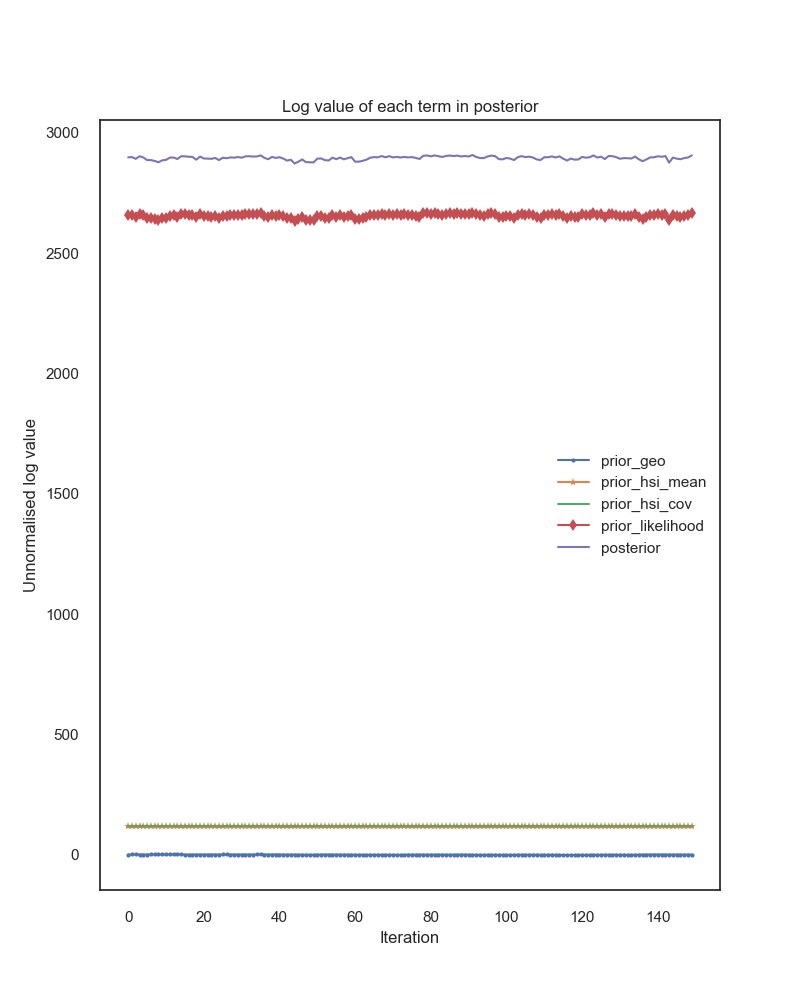 Log value of each term in posterior
3000
2500
2000
1500
1000
500
0
Unnormalised log value
prior_geo
prior_hsi_mean
prior_hsi_cov
prior_likelihood
posterior
0 20 40 60 80 100 120 140
Iteration